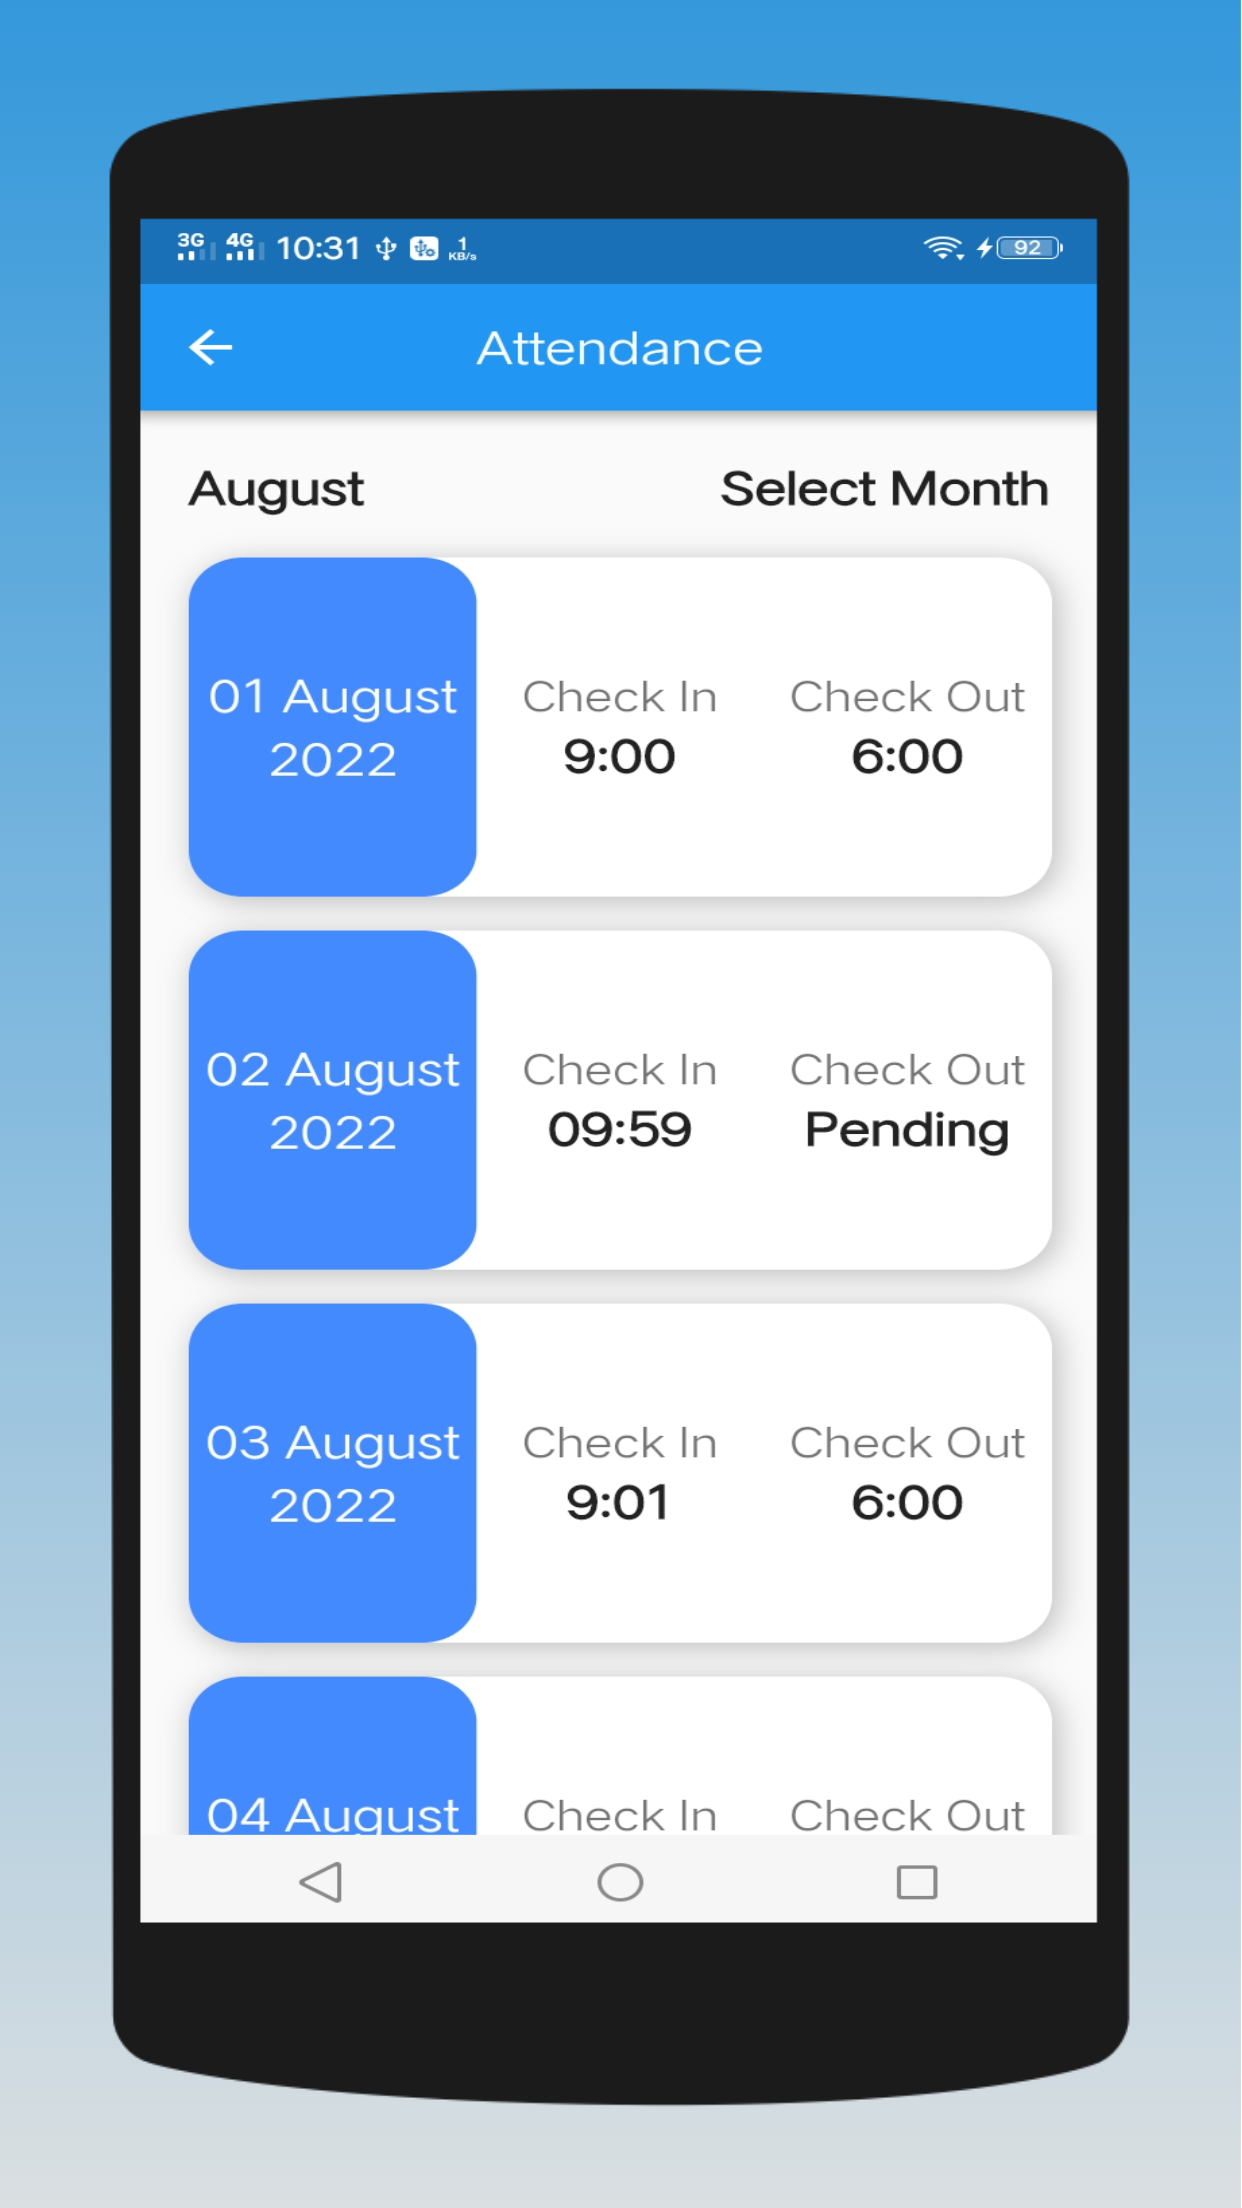 3G 4G 10:31 1 KB/s 92
Attendance
August Select Month
01 August
2022
Check In Check Out
9:00 6:00
02 August
2022
Check In Check Out
09:59 Pending
03 August
2022
Check In Check Out
9:01 6:00
04 August Check In Check Out